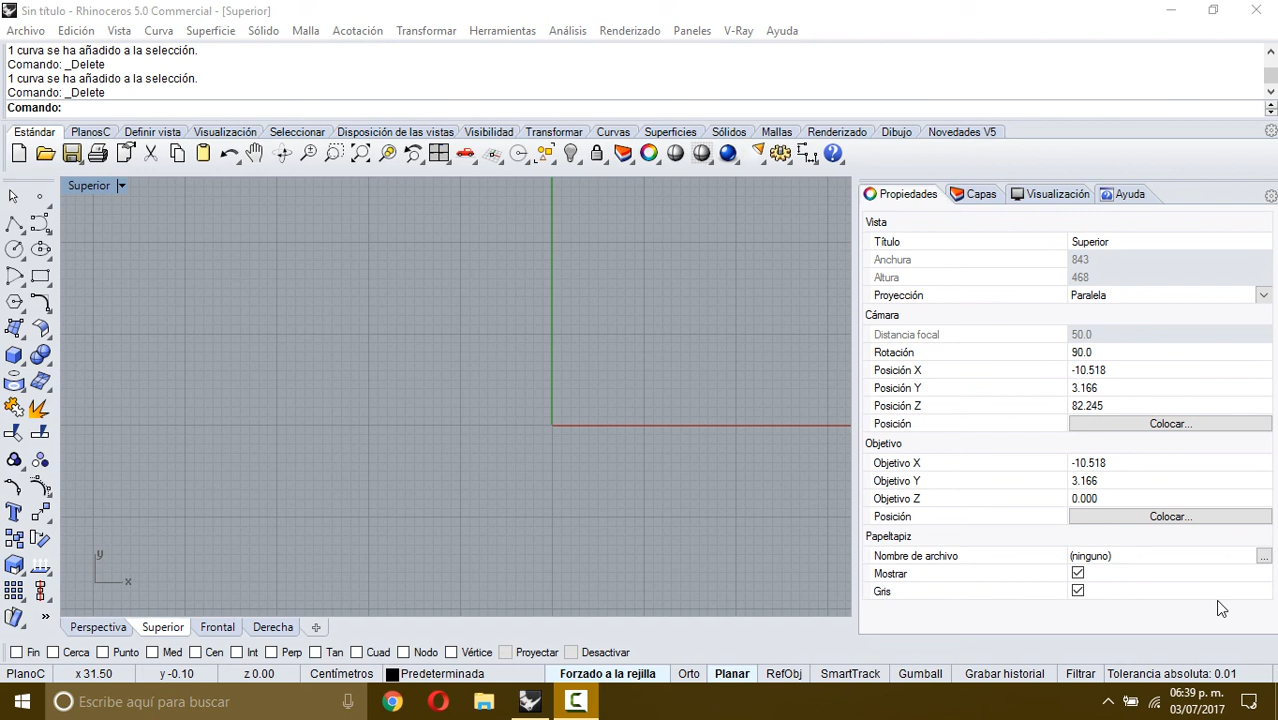 Sin título - Rhinoceros 5.0 Commercial - [Superior]
Archivo Edición Vista Curva Superficie Sólido Malla Acotación Transformar Herramientas Análisis Renderizado Paneles V-Ray Ayuda
1 curva se ha añadido a la selección.
Comando: _Delete
1 curva se ha añadido a la selección.
Comando: _Delete
Comando:
Estándar PlanosC Definir vista Visualización Seleccionar Disposición de las vistas Visibilidad Transformar Curvas Superficies Sólidos Mallas Renderizado Dibujo Novedades V5
Superior
Propiedades Capas Visualización Ayuda
Vista
Título Superior
Anchura 843
Altura 468
Proyección Paralela
Cámara
Distancia focal 50.0
Rotación 90.0
Posición X -10.518
Posición Y 3.166
Posición Z 82.245
Posición Colocar...
Objetivo
Objetivo X -10.518
Objetivo Y 3.166
Objetivo Z 0.000
Posición Colocar...
Papeltapiz
Nombre de archivo (ninguno) ...
Mostrar
Gris
y
x
Perspectiva Superior Frontal Derecha
Fin Cerca Punto Med Cen Int Perp Tan Cuad Nodo Vértice Proyectar Desactivar
PlanoC x 31.50 y -0.10 z 0.00 Centímetros Predeterminada Forzado a la rejilla Orto Planar RefObj SmartTrack Gumball Grabar historial Filtrar Tolerancia absoluta: 0.01
Escribe aquí para buscar
06:39 p. m.
03/07/2017